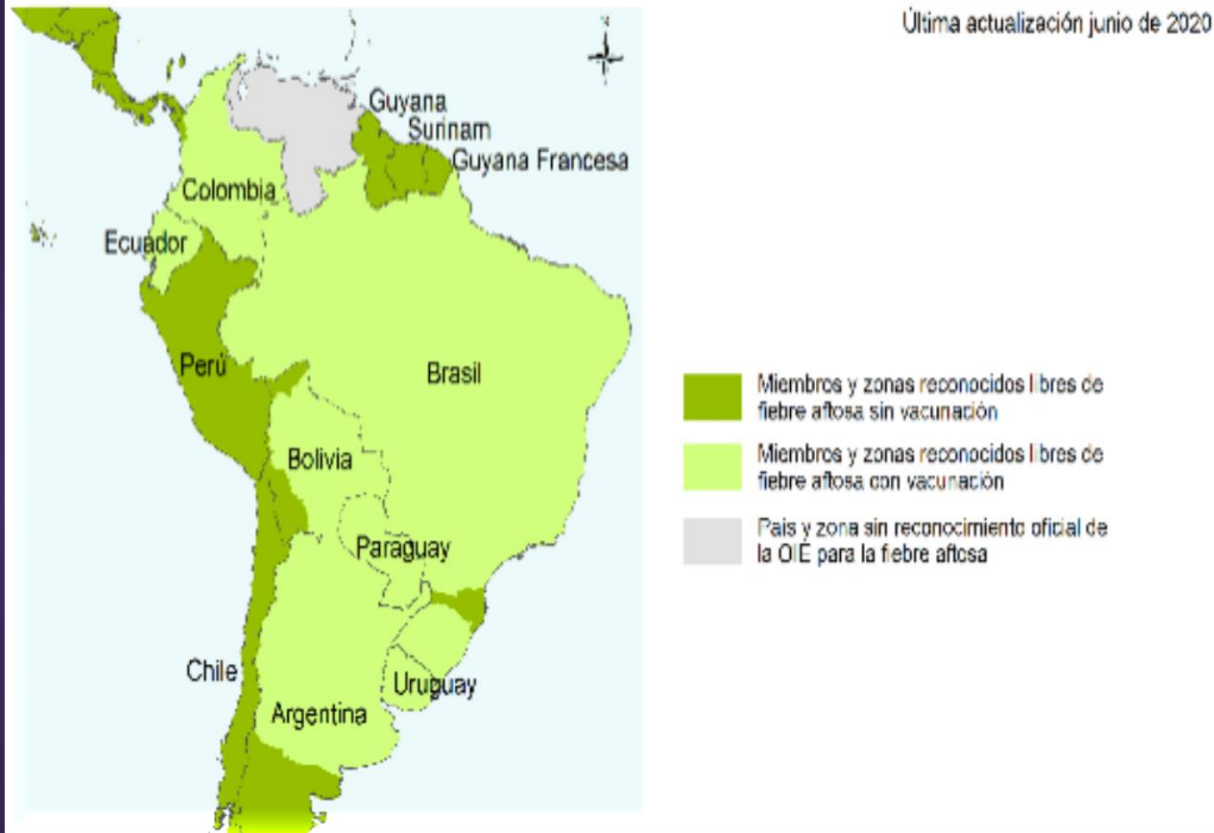 Última actualización junio de 2020
Guyana
Surinam
Guyana Francesa
Colombia
Ecuador
Perú
Brasil
Bolivia
Paraguay
Chile
Uruguay
Argentina
Miembros y zonas reconocidos libres de
fiebre aftosa sin vacunación
Miembros y zonas reconocidos libres de
fiebre aftosa con vacunación
País y zona sin reconocimiento oficial de
la OIE para la fiebre aftosa